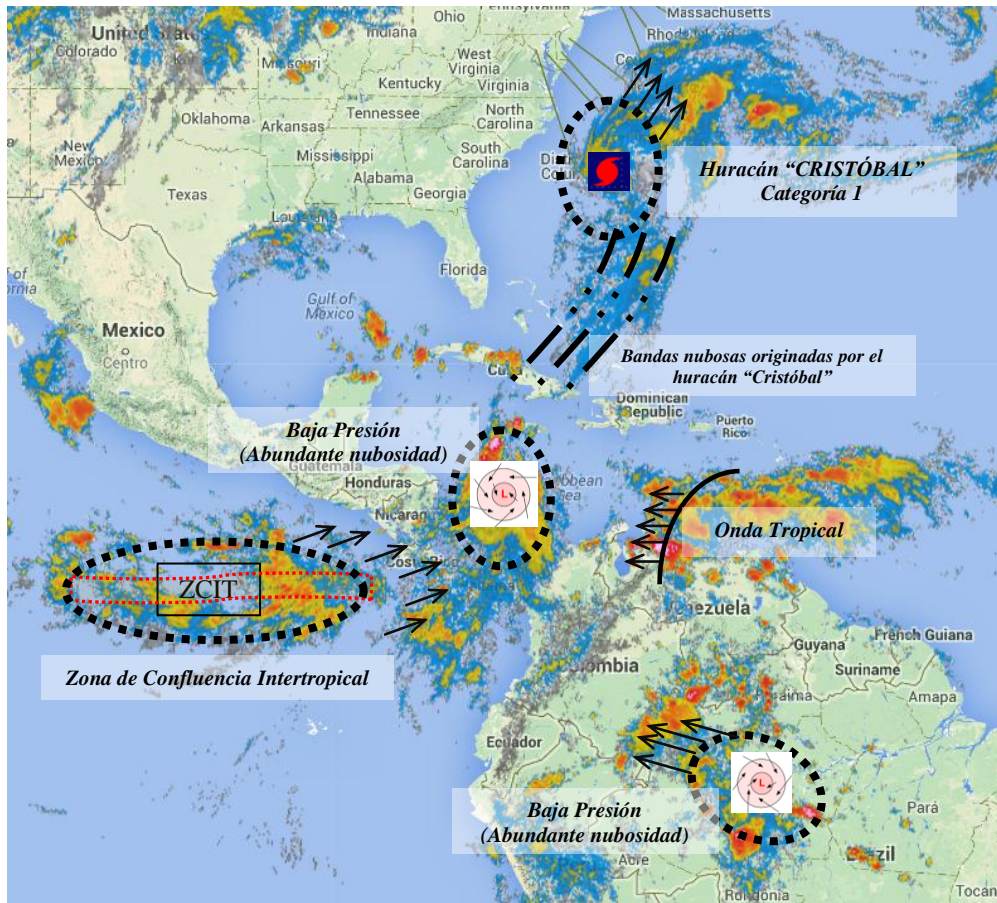 Pennsylvania
Massachusetts
Ohio
Indiana
Rhode Island
United States
Colorado
Missouri
West
Virginia
Kentucky
Virginia
Oklahoma
Tennessee
North
Carolina
Arkansas
New
Mexico
Mississippi
South
Carolina
Huracán “CRISTÓBAL”
Categoría 1
Alabama
Texas
Georgia
Louisiana
Florida
Gulf of
Mexico
Mexico
Centro
Bandas nubosas originadas por el
huracán “Cristóbal”
Cuba
Dominican
Republic
Puerto
Rico
Baja Presión
(Abundante nubosidad)
Guatemala
Honduras
L
Caribbean
Sea
Nicaran
Onda Tropical
Costa Rico
ZCIT
Venezuela
Guyana
French Guiana
Suriname
Colombia
Zona de Confluencia Intertropical
Roraima
Amapa
Ecuador
L
Baja Presión
(Abundante nubosidad)
Pará
Acre
Brazil
Rondônia
Tocan